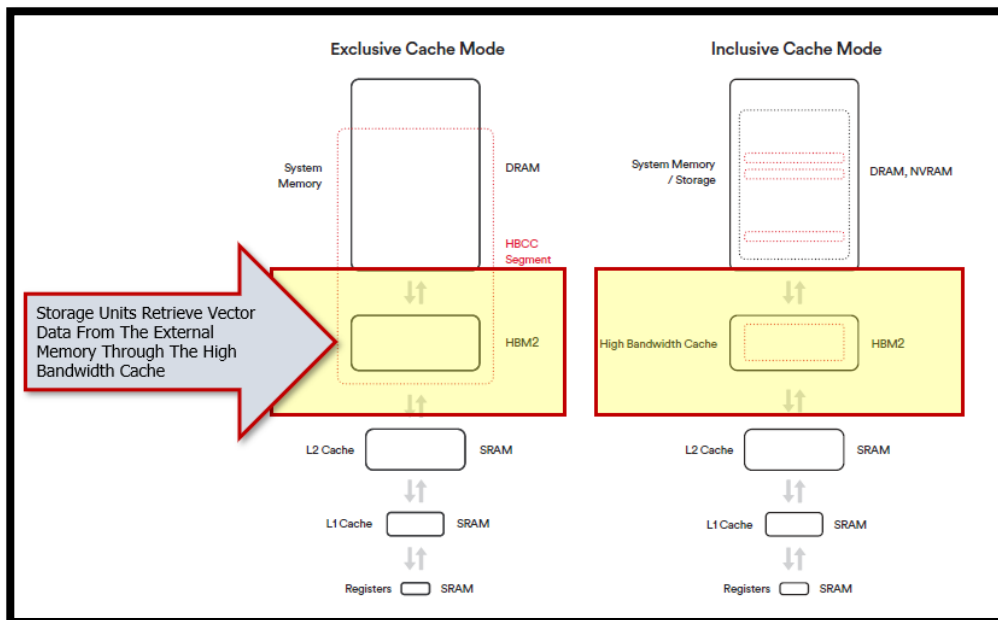 Exclusive Cache Mode
System
Memory
DRAM
HBCC
Segment
Storage Units Retrieve Vector
Data From The External
Memory Through The High
Bandwidth Cache
HBM2
L2 Cache
SRAM
L1 Cache
SRAM
Registers
SRAM
Inclusive Cache Mode
System Memory
/ Storage
DRAM, NVRAM
High Bandwidth Cache
HBM2
L2 Cache
SRAM
L1 Cache
SRAM
Registers
SRAM